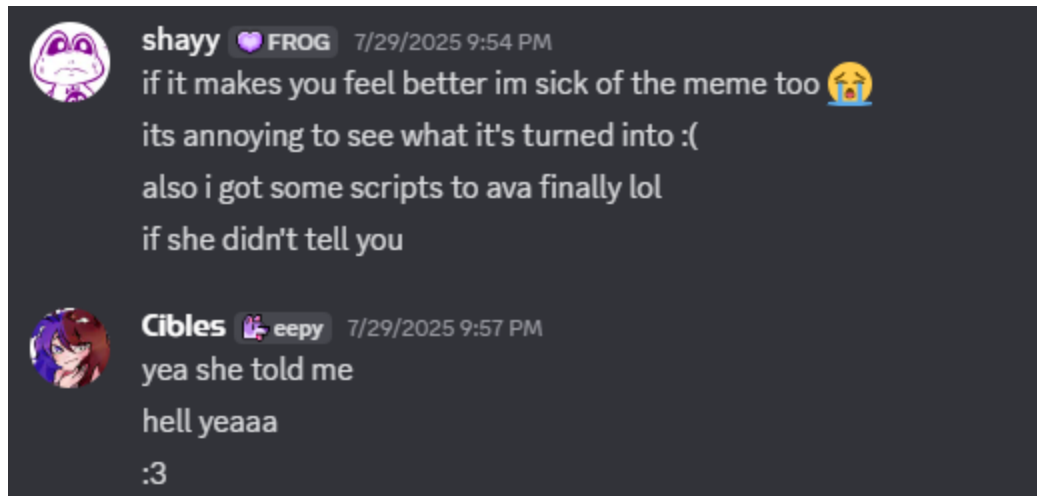 shayy FROG 7/29/2025 9:54 PM
if it makes you feel better im sick of the meme too 😭
its annoying to see what it's turned into :(
also i got some scripts to ava finally lol
if she didn't tell you
Cibles eepy 7/29/2025 9:57 PM
yea she told me
hell yeaaa
:3